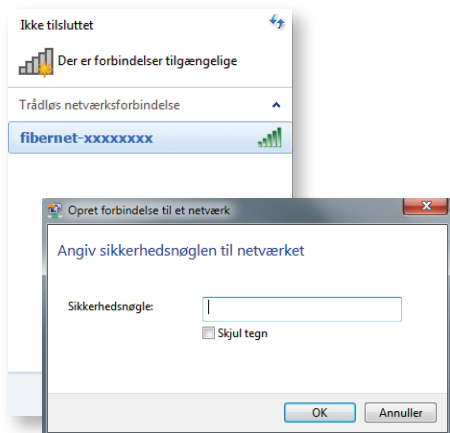 Ikke tilsluttet
Der er forbindelser tilgængelige
Trådløs netværksforbindelse
fibernet-xxxxxxxx
Opret forbindelse til et netværk
Angiv sikkerhedsnøglen til netværket
Sikkerhedsnøgle:
Skjul tegn
OK Annuller